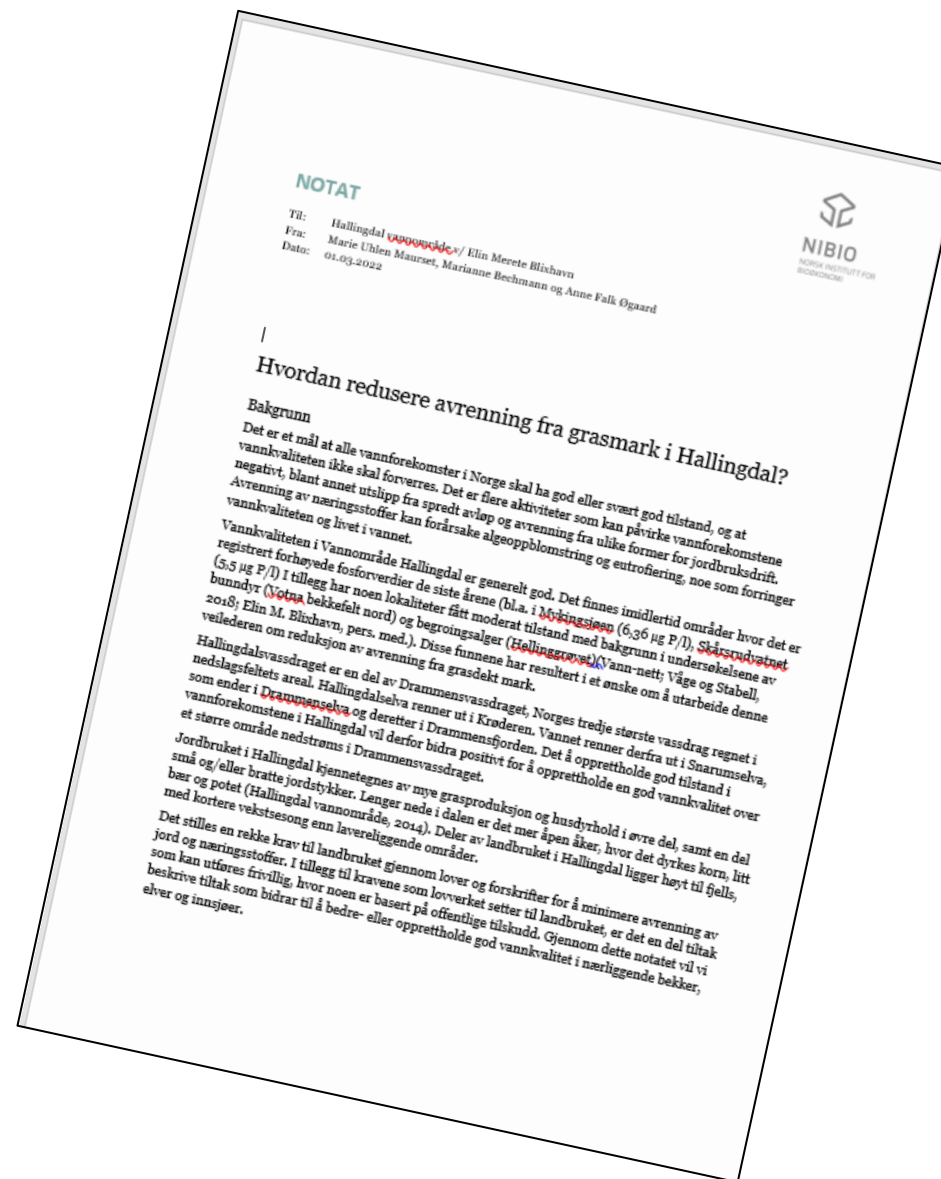 NOTAT
NIBIO
NORSK INSTITUTT FOR
BIOØKONOMI
Til: Hallingdal vannområde v/ Elin Merete Blixhavn
Fra: Marie Uhlen Maurset, Marianne Bechmann og Anne Falk Øgaard
Dato: 01.03.2022
Hvordan redusere avrenning fra grasmark i Hallingdal?
Bakgrunn
Det er et mål at alle vannforekomster i Norge skal ha god eller svært god tilstand, og at
vannkvaliteten ikke skal forverres. Det er flere aktiviteter som kan påvirke vannforekomstene
negativt, blant annet utslipp fra spredt avløp og avrenning fra ulike former for jordbruksdrift.
Avrenning av næringsstoffer kan forårsake algeoppblomstring og eutrofiering, noe som forringer
vannkvaliteten og livet i vannet.
Vannkvaliteten i Vannområde Hallingdal er generelt god. Det finnes imidlertid områder hvor det er
registrert forhøyede fosforverdier de siste årene (bl.a. i Mykingsjøen (6,36 µg P/l), Skårsrudvatnet
(5,5 µg P/l) I tillegg har noen lokaliteter fått moderat tilstand med bakgrunn i undersøkelsene av
bunndyr (Votna bekkefelt nord) og begroingsalger (Hellinggrøvet)(Vann-nett; Våge og Stabell,
2018; Elin M. Blixhavn, pers. med.). Disse funnene har resultert i et ønske om å utarbeide denne
veilederen om reduksjon av avrenning fra grasdekt mark.
Hallingdalsvassdraget er en del av Drammensvassdraget, Norges tredje største vassdrag regnet i
nedslagsfeltets areal. Hallingdalselva renner ut i Krøderen. Vannet renner derfra ut i Snarumselva,
som ender i Drammenselva og deretter i Drammensfjorden. Det å opprettholde god tilstand i
vannforekomstene i Hallingdal vil derfor bidra positivt for å opprettholde en god vannkvalitet over
et større område nedstrøms i Drammensvassdraget.
Jordbruket i Hallingdal kjennetegnes av mye grasproduksjon og husdyrhold i øvre del, samt en del
små og/eller bratte jordstykker. Lenger nede i dalen er det mer åpen åker, hvor det dyrkes korn, litt
bær og potet (Hallingdal vannområde, 2014). Deler av landbruket i Hallingdal ligger høyt til fjells,
med kortere vekstsesong enn lavereliggende områder.
Det stilles en rekke krav til landbruket gjennom lover og forskrifter for å minimere avrenning av
jord og næringsstoffer. I tillegg til kravene som lovverket setter til landbruket, er det en del tiltak
som kan utføres frivillig, hvor noen er basert på offentlige tilskudd. Gjennom dette notatet vil vi
beskrive tiltak som bidrar til å bedre- eller opprettholde god vannkvalitet i nærliggende bekker,
elver og innsjøer.